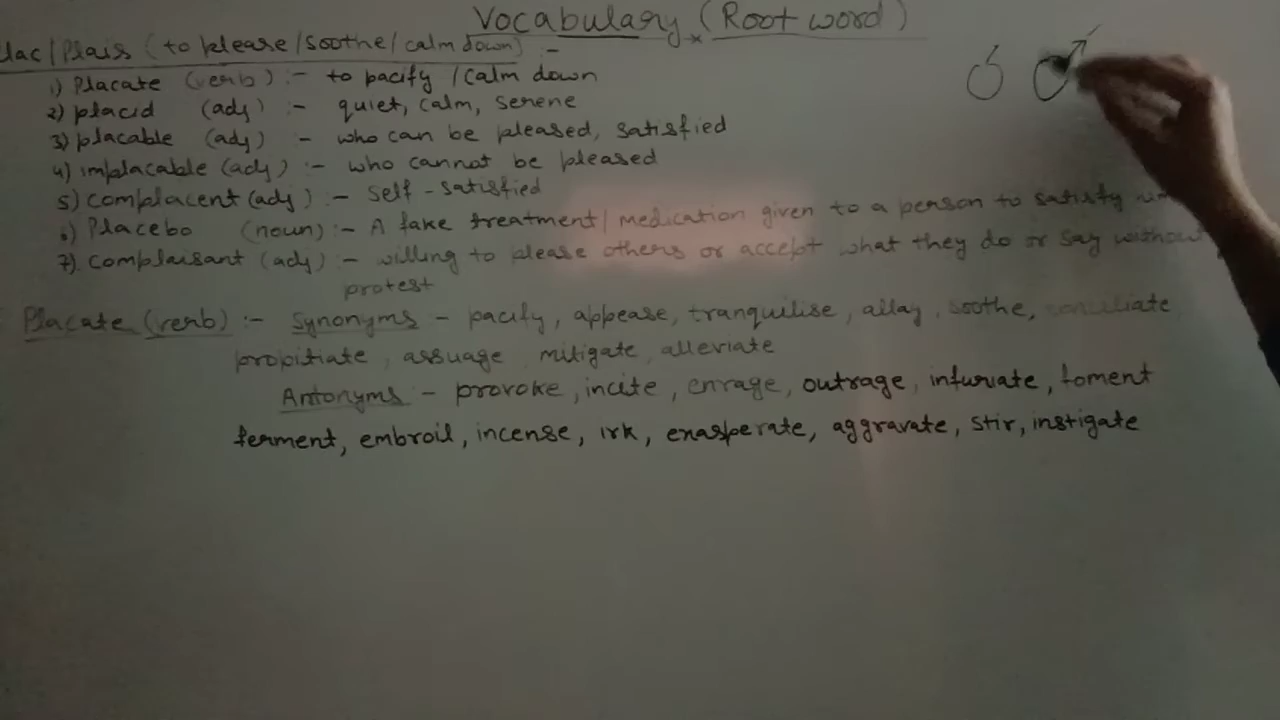 Vocabulary (Root word)
lac/Plais (to please/soothe/calm down) :-
1) Placate (verb) :- to pacify /calm down
2) placid (adj) :- quiet, calm, serene
3) placable (adj) :- who can be pleased, satisfied
4) implacable (adj) :- who cannot be pleased
5) complacent (adj) :- self-satisfied
6) Placebo (noun) :- A fake treatment/medication given to a person to satisfy
7) complaisant (adj) :- willing to please others or accept what they do or say without
protest
Placate (verb) :- Synonyms - pacify, appease, tranquilise, allay, soothe, conciliate
propitiate, assuage, mitigate, alleviate
Antonyms - provoke, incite, enrage, outrage, infuriate, foment
ferment, embroil, incense, irk, exasperate, aggravate, stir, instigate